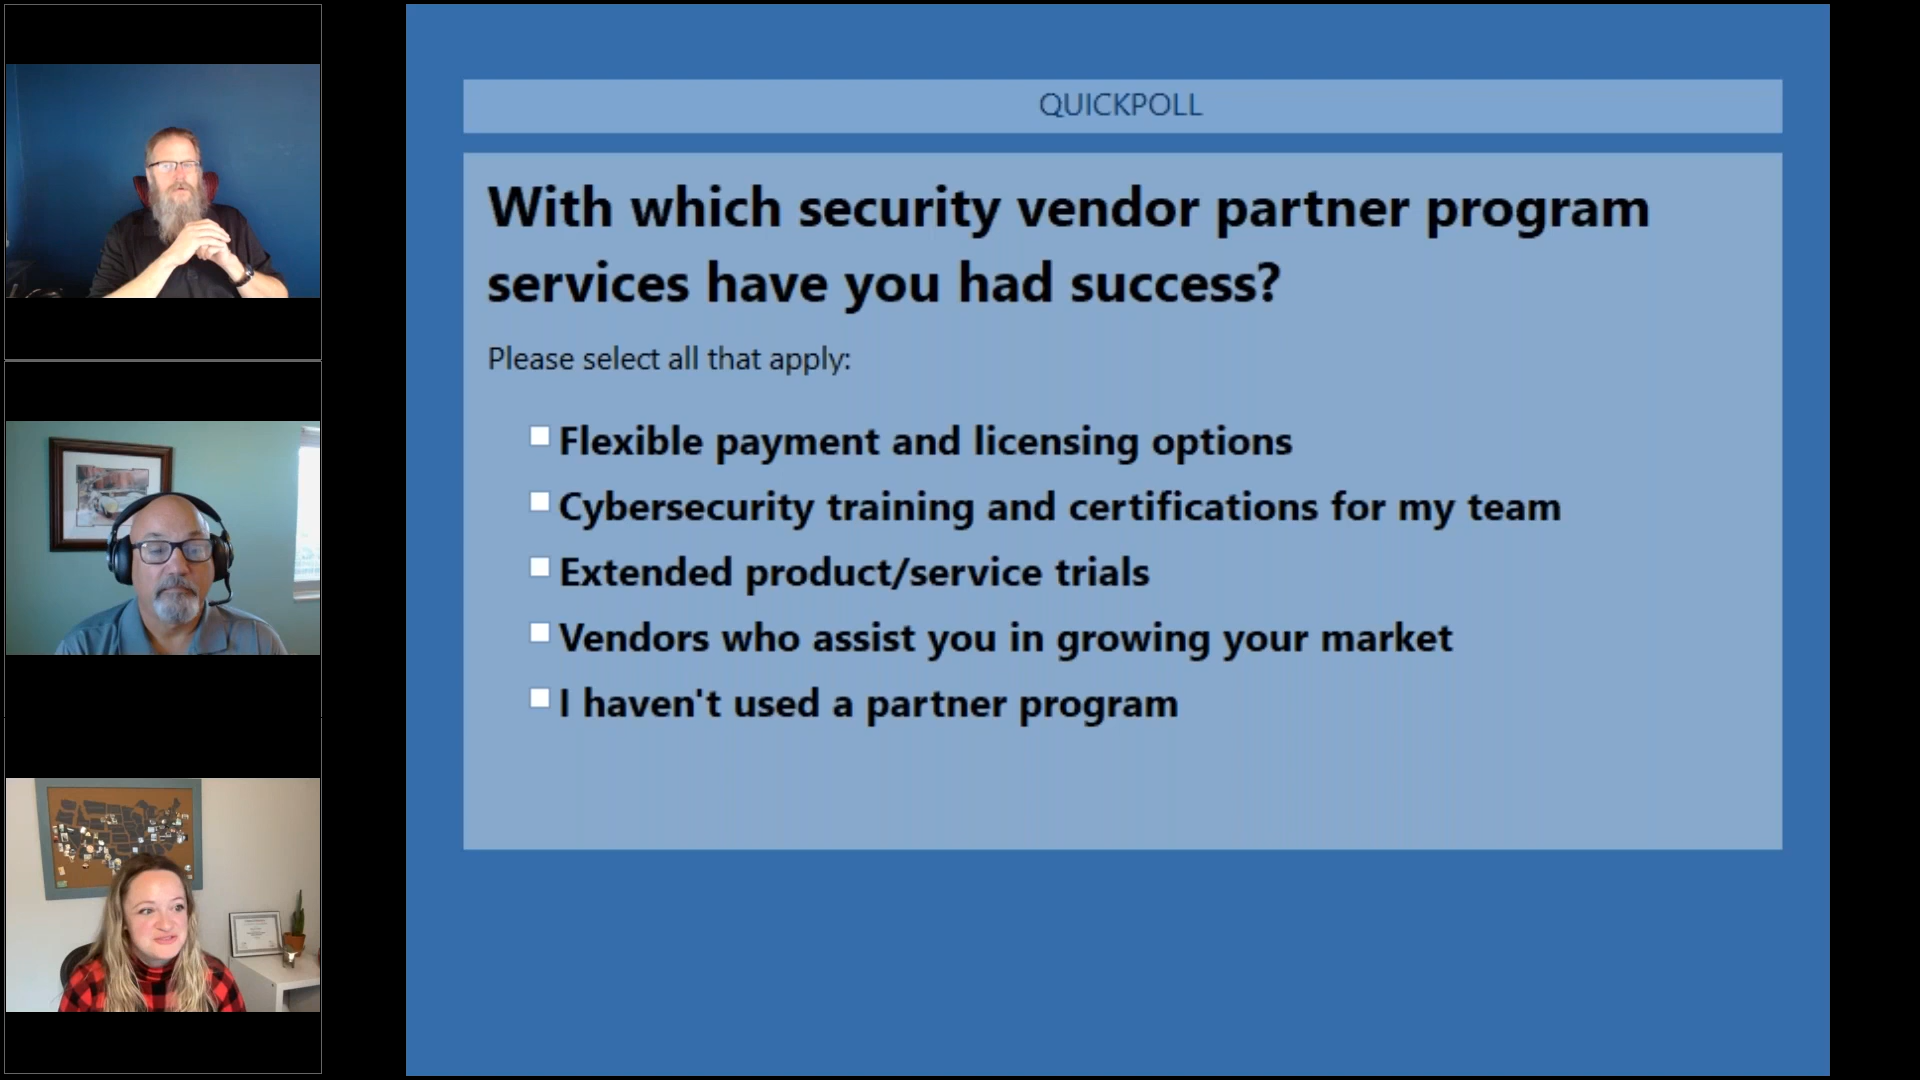 QUICKPOLL
With which security vendor partner program
services have you had success?
Please select all that apply:
Flexible payment and licensing options
Cybersecurity training and certifications for my team
Extended product/service trials
Vendors who assist you in growing your market
I haven't used a partner program